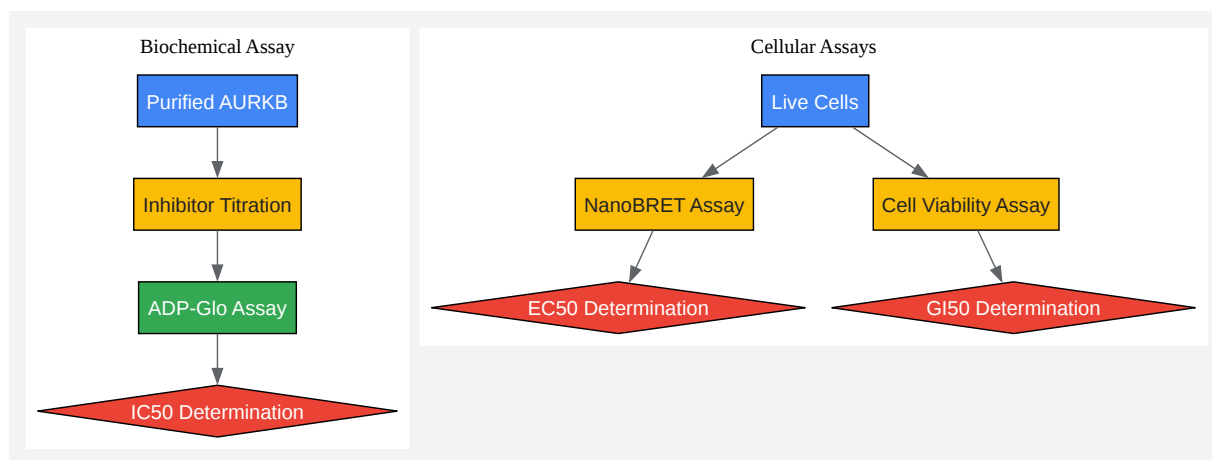 Biochemical Assay
Purified AURKB
Inhibitor Titration
ADP-Glo Assay
IC50 Determination
Cellular Assays
Live Cells
NanoBRET Assay
Cell Viability Assay
EC50 Determination
GI50 Determination